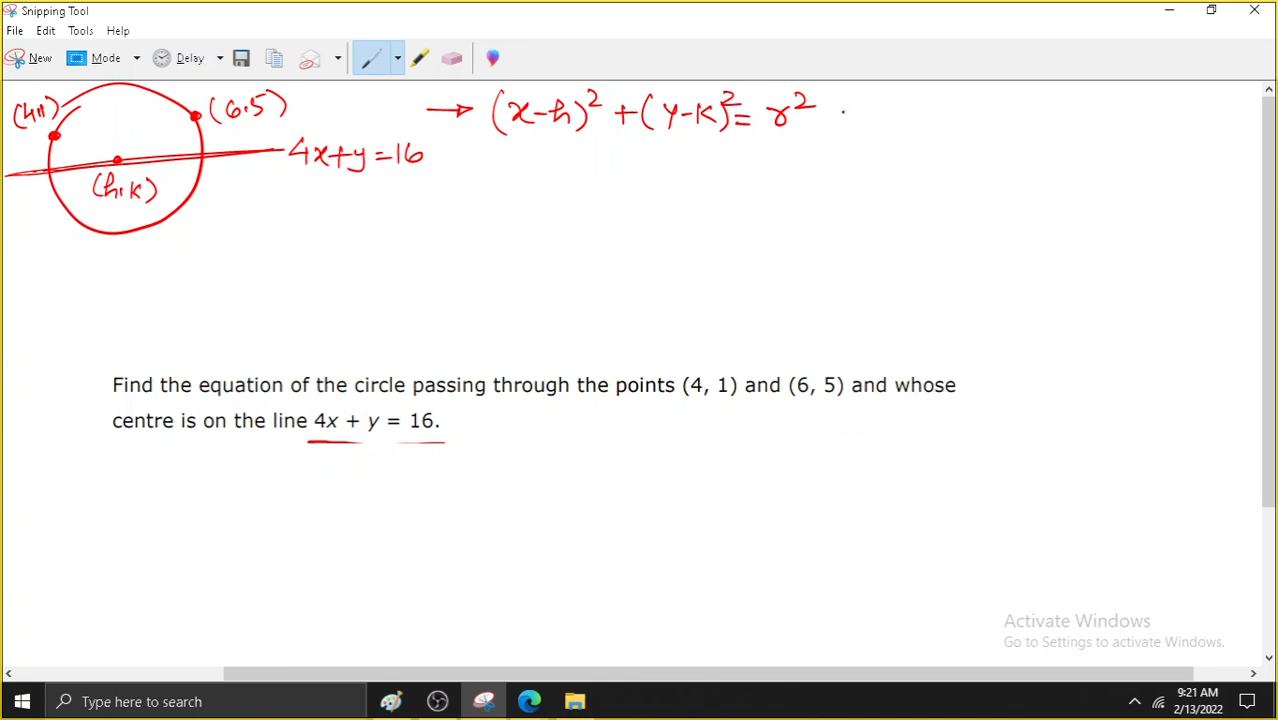 Snipping Tool
File Edit Tools Help
New Mode Delay
(4,1)
(6,5)
→ (x-h)² + (y-k)² = r²
4x+y=16
(h,k)
Find the equation of the circle passing through the points (4, 1) and (6, 5) and whose
centre is on the line 4x + y = 16.
Activate Windows
Go to Settings to activate Windows.
Type here to search
9:21 AM
2/13/2022